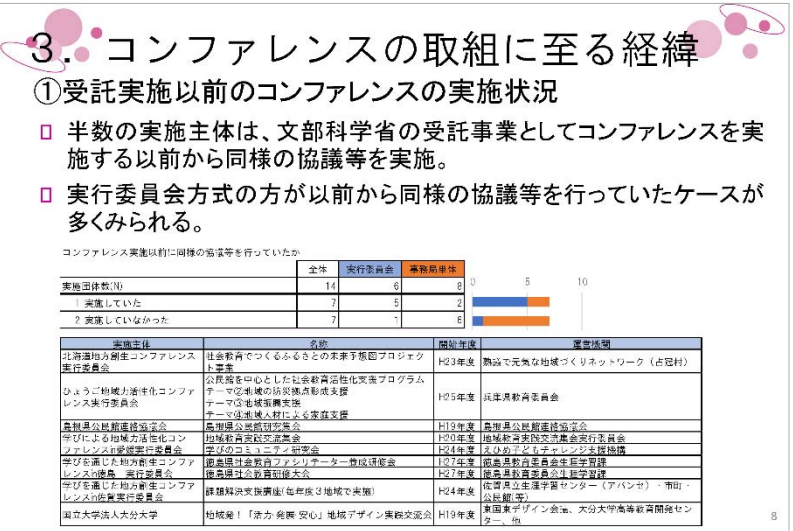 3. コンファレンスの取組に至る経緯
①受託実施以前のコンファレンスの実施状況
半数の実施主体は、文部科学省の受託事業としてコンファレンスを実
施する以前から同様の協議等を実施。
実行委員会方式の方が以前から同様の協議等を行っていたケースが
多くみられる。
コンファレンス実施以前に同様の協議等を行っていたか
全体 実行委員会 事務局単体
実施団体数(N) 14 6 8
1 実施していた 7 5 2
2 実施していなかった 7 1 6
0 5 10
実施主体 名称 開始年度 運営機関
北海道地方創生コンファレンス
実行委員会
社会教育でつくるふるさとの未来予想図プロジェク
ト事業
H23年度 熟議で元気な地域づくりネットワーク（占冠村）
ひょうご地域力活性化コンファ
レンス実行委員会
公民館を中心とした社会教育活性化支援プログラム
テーマ②地域の防災拠点形成支援
テーマ③地域振興支援
テーマ④地域人材による家庭支援
H25年度 兵庫県教育委員会
島根県公民館連絡協議会 島根県公民館研究集会 H19年度 島根県公民館連絡協議会
学びによる地域力活性化コン
ファレンスin愛媛実行委員会
地域教育実践交流集会 H20年度 地域教育実践交流集会実行委員会
学びのコミュニティ研究会 H24年度 えひめ子どもチャレンジ支援機構
学びを通じた地方創生コンファ
レンスin徳島 実行委員会
徳島県社会教育ファシリテーター養成研修会 H27年度 徳島県教育委員会生涯学習課
徳島県社会教育研修大会 H27年度 徳島県教育委員会生涯学習課
学びを通じた地方創生コンファ
レンスin佐賀実行委員会
課題解決支援講座(毎年度３地域で実施) H24年度
佐賀県立生涯学習センター（アバンセ）・市町・
公民館(等)
国立大学法人大分大学 地域発！「活力・発展・安心」地域デザイン実践交流会 H19年度
東国東デザイン会議、大分大学高等教育開発セン
ター、他
8